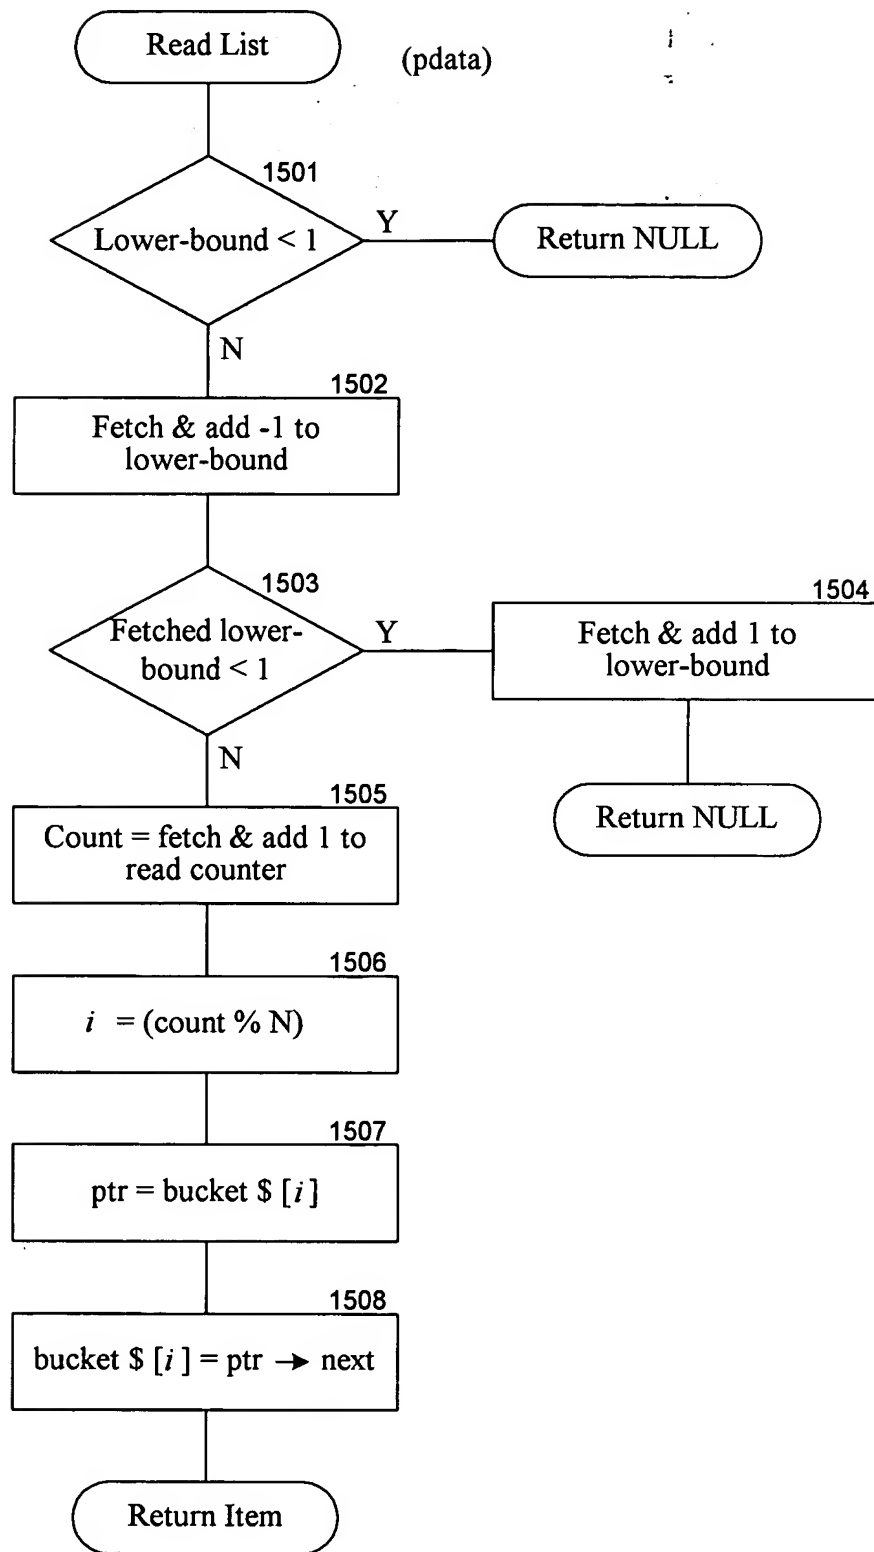 Read List
(pdata)
1501
Lower-bound < 1
Y
Return NULL
N
1502
Fetch & add -1 to
lower-bound
1503
Fetched lower-
bound < 1
Y
1504
Fetch & add 1 to
lower-bound
Return NULL
N
1505
Count = fetch & add 1 to
read counter
1506
i = (count % N)
1507
ptr = bucket $ [i]
1508
bucket $ [i] = ptr → next
Return Item